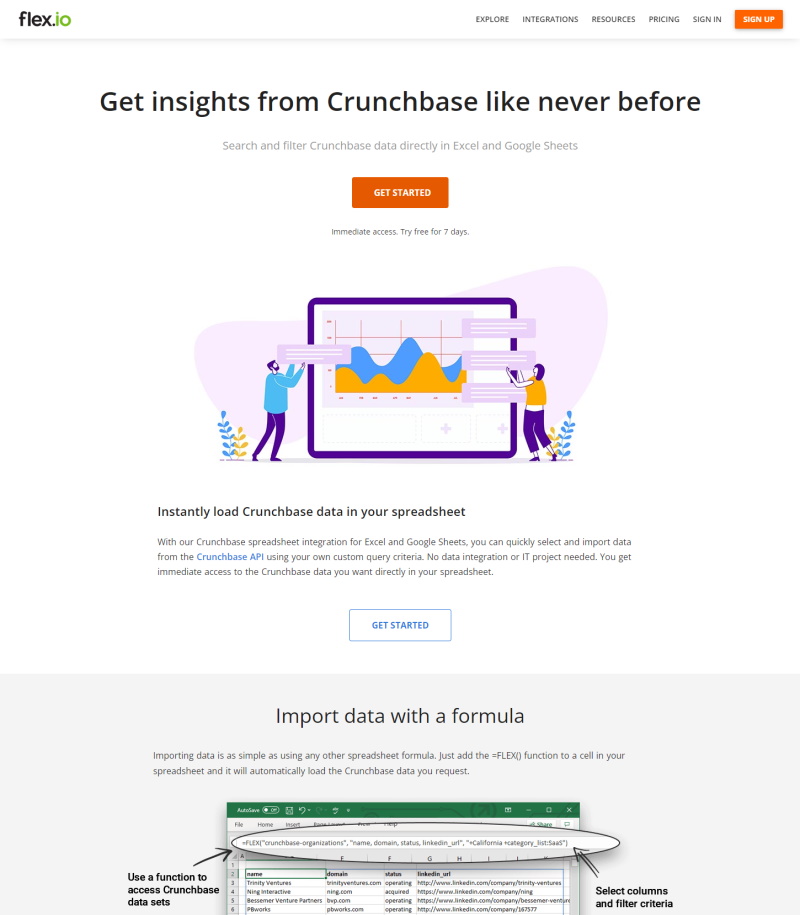 flex.io
EXPLORE INTEGRATIONS RESOURCES PRICING SIGN IN SIGN UP
Get insights from Crunchbase like never before
Search and filter Crunchbase data directly in Excel and Google Sheets
GET STARTED
Immediate access. Try free for 7 days.
Instantly load Crunchbase data in your spreadsheet
With our Crunchbase spreadsheet integration for Excel and Google Sheets, you can quickly select and import data
from the Crunchbase API using your own custom query criteria. No data integration or IT project needed. You get
immediate access to the Crunchbase data you want directly in your spreadsheet.
GET STARTED
Import data with a formula
Importing data is as simple as using any other spreadsheet formula. Just add the =FLEX() function to a cell in your
spreadsheet and it will automatically load the Crunchbase data you request.
AutoSave Off
File Home Insert Share
=FLEX("crunchbase-organizations", "name, domain, status, linkedin_url", "+California +category_list:SaaS")
A E F G H
1
2 name domain status linkedin_url
3 Trinity Ventures trinityventures.com operating http://www.linkedin.com/company/trinity-ventures
4 Ning Interactive ning.com acquired http://www.linkedin.com/company/ning
5 Bessemer Venture Partners bvp.com operating https://www.linkedin.com/company/bessemer-venture
6 PBworks pbworks.com operating http://www.linkedin.com/company/167577
Use a function to
access Crunchbase
data sets
Select columns
and filter criteria